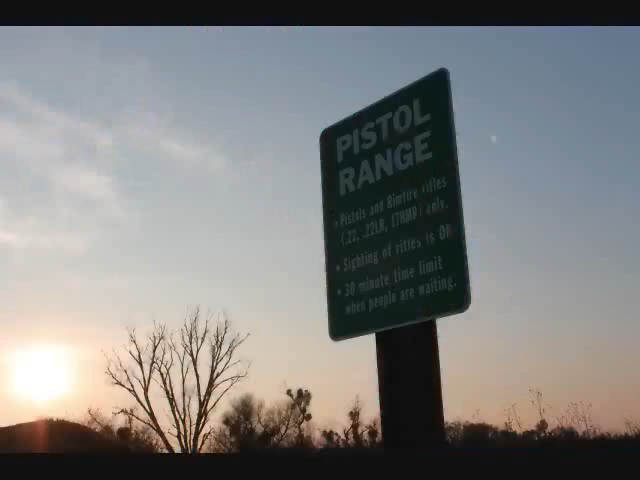 PISTOL
RANGE
• Pistols and Rimfire rifles
(.22, .22LR, 17HMR) only.
• Sighting of rifles is OK
• 30 minute time limit
when people are waiting.